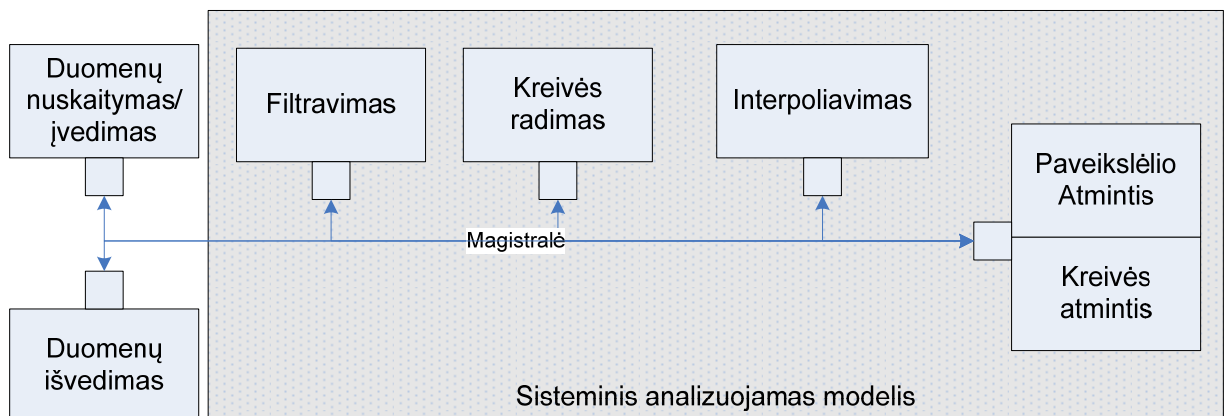 Duomenų
nuskaitymas/
įvedimas
Filtravimas
Kreivės
radimas
Interpoliavimas
Paveikslėlio
Atmintis
Magistralė
Kreivės
atmintis
Duomenų
išvedimas
Sisteminis analizuojamas modelis